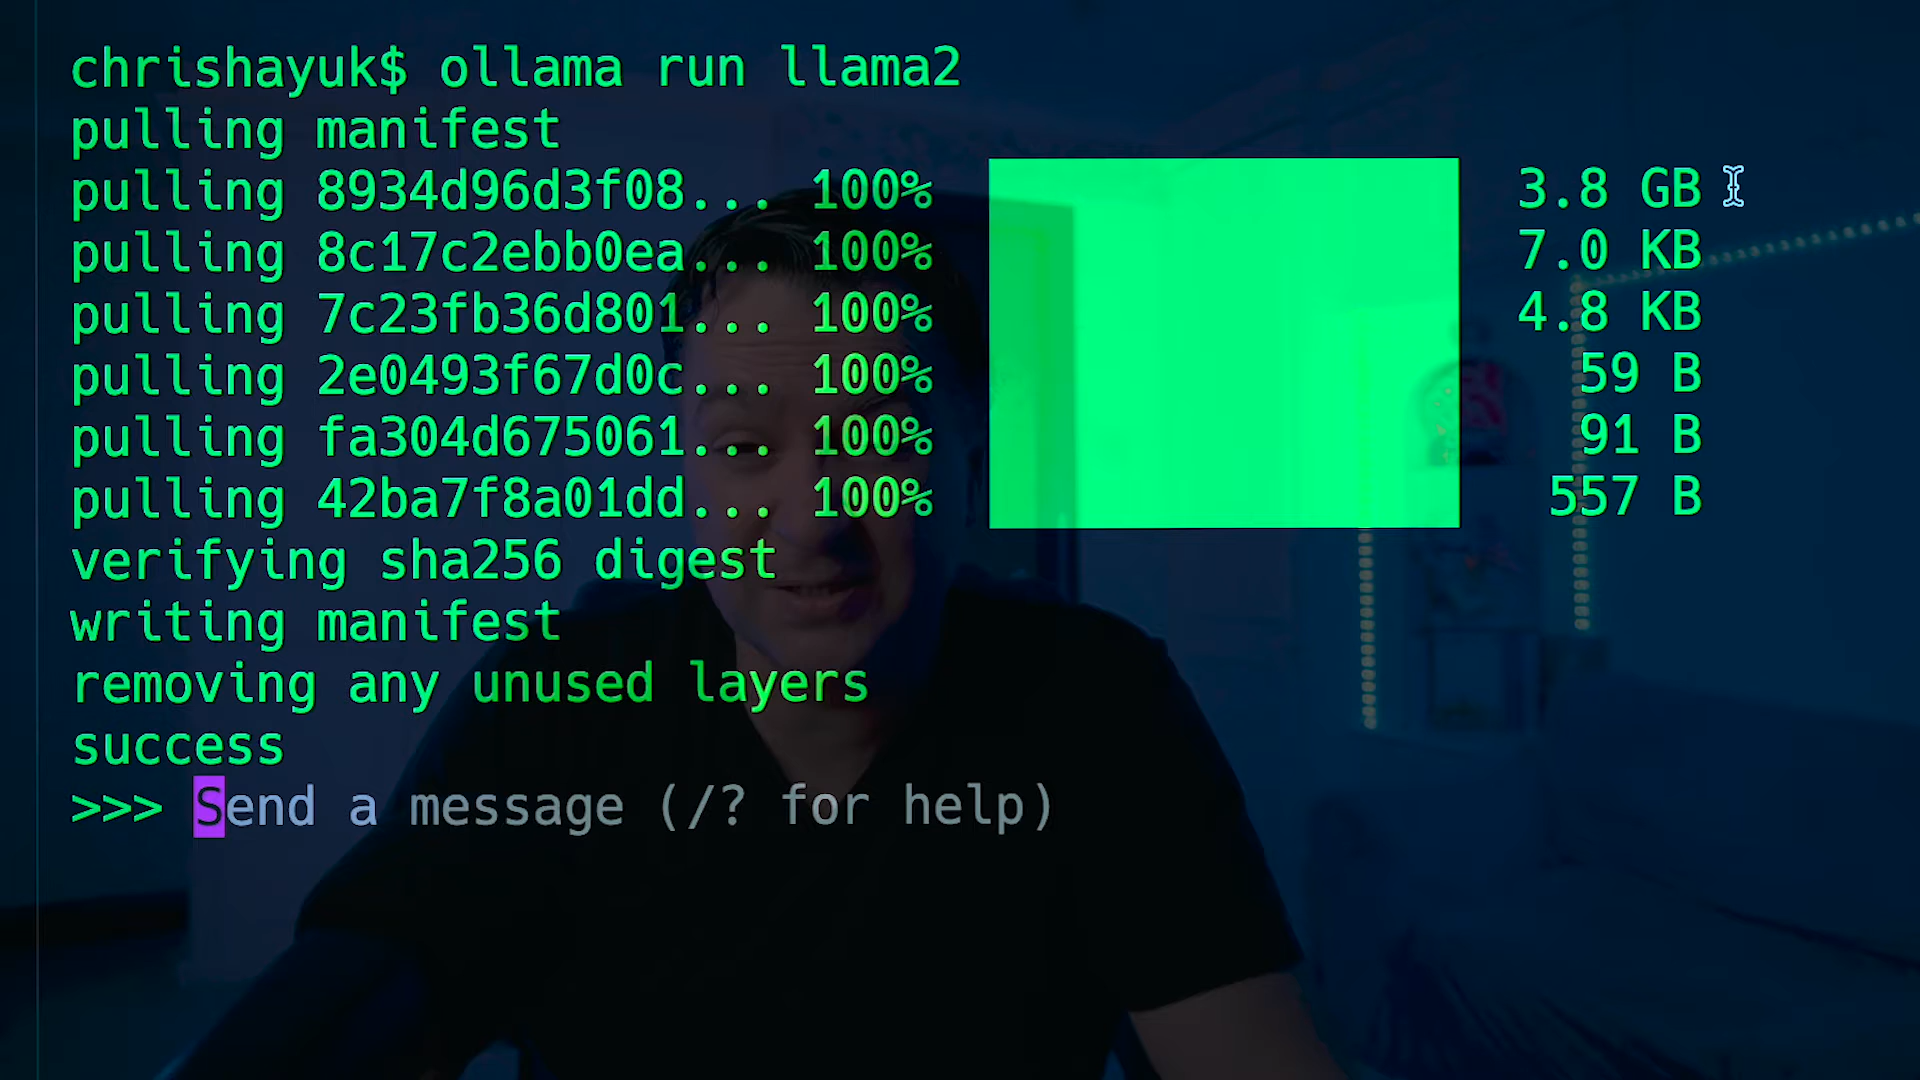 chrishayuk$ ollama run llama2
pulling manifest
pulling 8934d96d3f08... 100% 3.8 GB
pulling 8c17c2ebb0ea... 100% 7.0 KB
pulling 7c23fb36d801... 100% 4.8 KB
pulling 2e0493f67d0c... 100% 59 B
pulling fa304d675061... 100% 91 B
pulling 42ba7f8a01dd... 100% 557 B
verifying sha256 digest
writing manifest
removing any unused layers
success
>>> Send a message (/? for help)